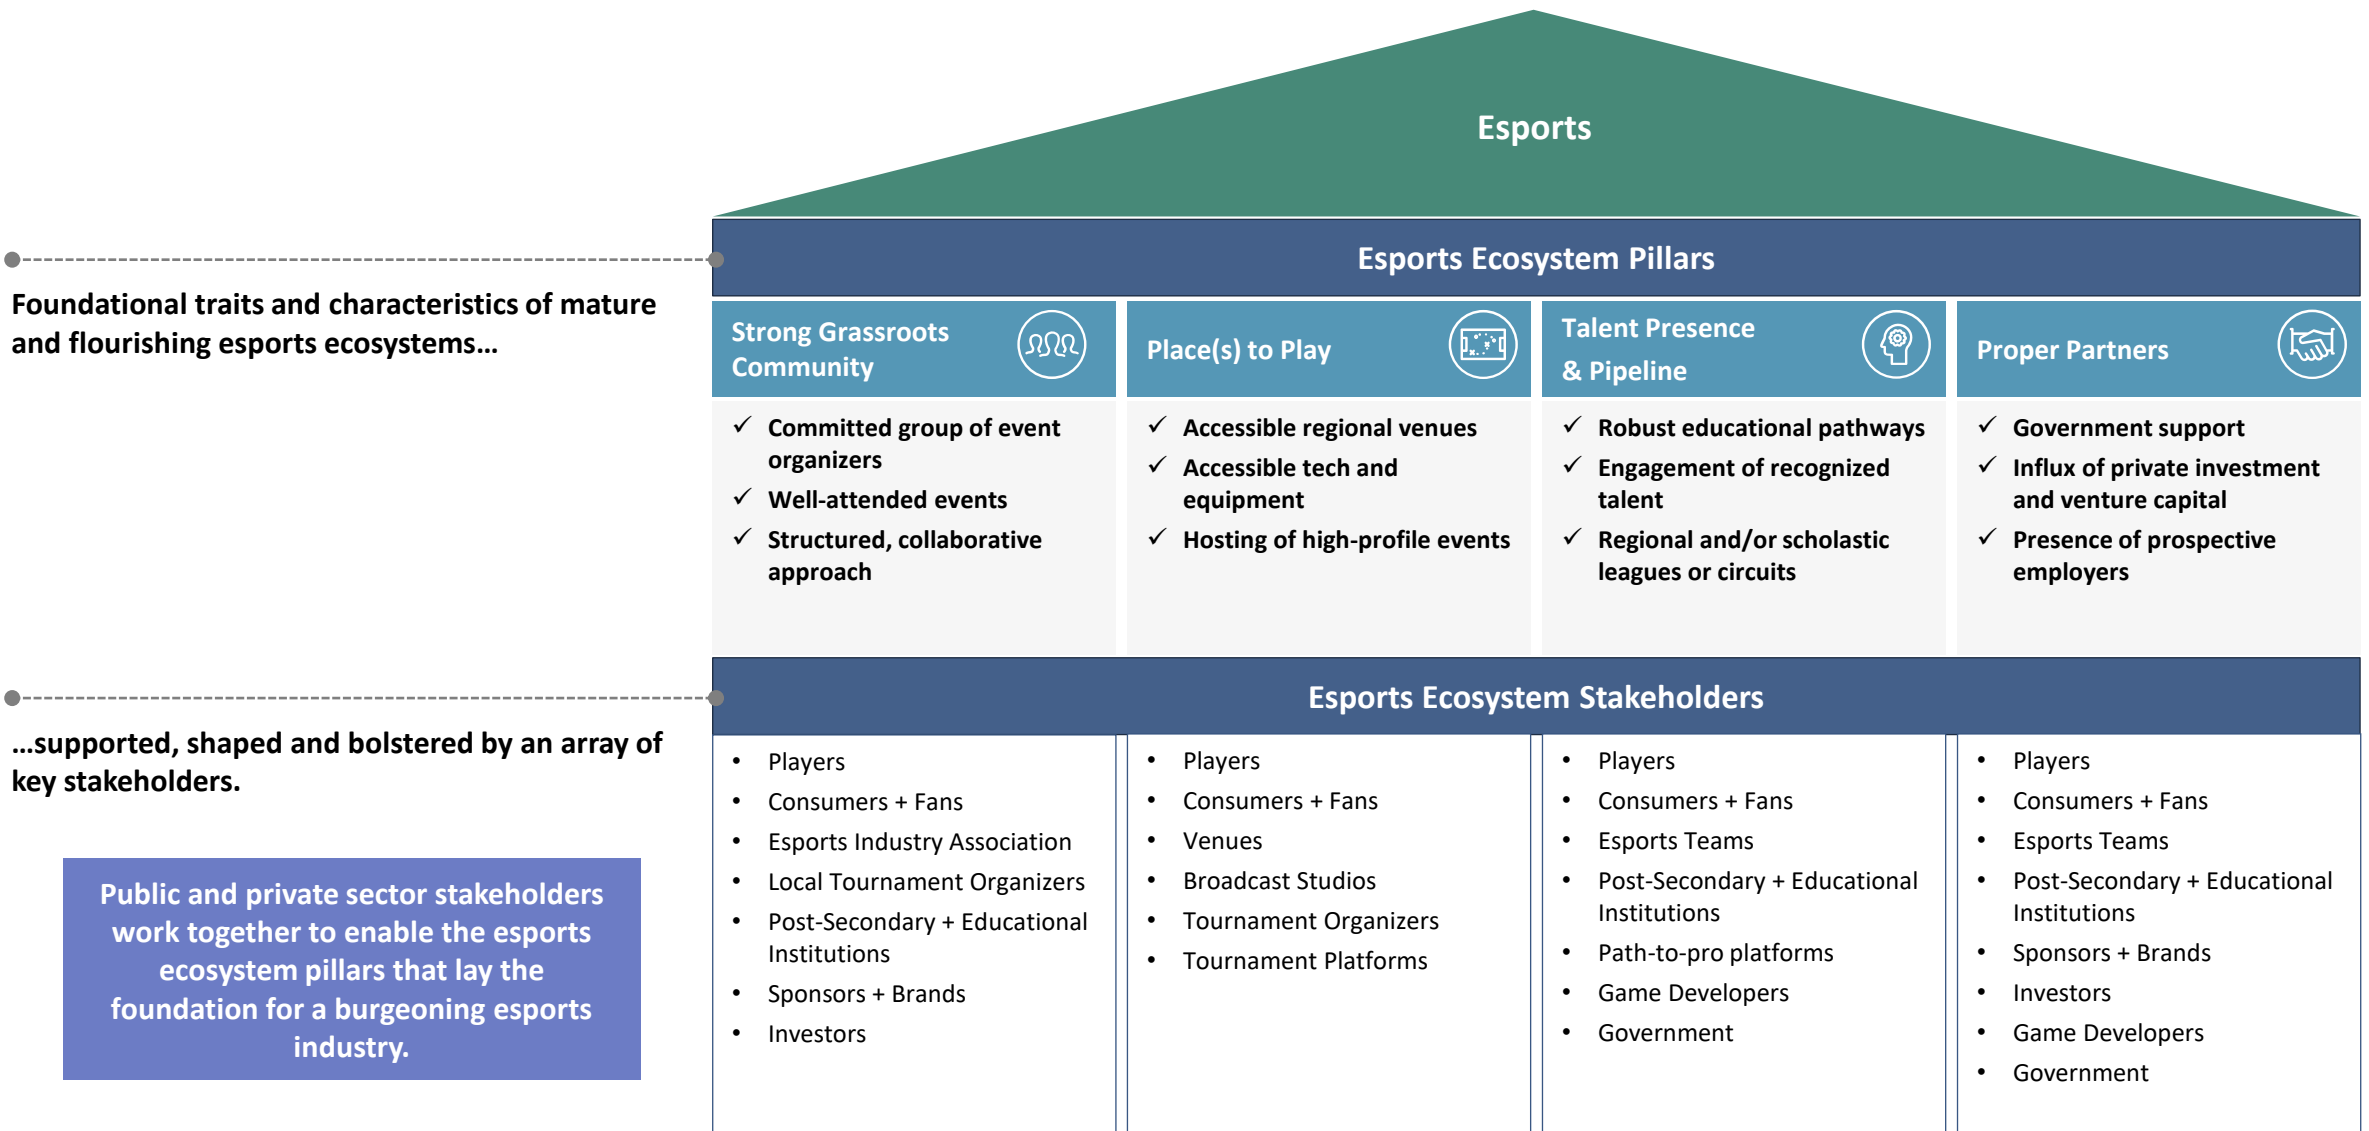 Esports
Esports Ecosystem Pillars
Foundational traits and characteristics of mature
and flourishing esports ecosystems…
Strong Grassroots
Community
✓ Committed group of event
organizers
✓ Well-attended events
✓ Structured, collaborative
approach
Place(s) to Play
✓ Accessible regional venues
✓ Accessible tech and
equipment
✓ Hosting of high-profile events
Talent Presence
& Pipeline
✓ Robust educational pathways
✓ Engagement of recognized
talent
✓ Regional and/or scholastic
leagues or circuits
Proper Partners
✓ Government support
✓ Influx of private investment
and venture capital
✓ Presence of prospective
employers
Esports Ecosystem Stakeholders
…supported, shaped and bolstered by an array of
key stakeholders.
Public and private sector stakeholders
work together to enable the esports
ecosystem pillars that lay the
foundation for a burgeoning esports
industry.
• Players
• Consumers + Fans
• Esports Industry Association
• Local Tournament Organizers
• Post-Secondary + Educational
Institutions
• Sponsors + Brands
• Investors
• Players
• Consumers + Fans
• Venues
• Broadcast Studios
• Tournament Organizers
• Tournament Platforms
• Players
• Consumers + Fans
• Esports Teams
• Post-Secondary + Educational
Institutions
• Path-to-pro platforms
• Game Developers
• Government
• Players
• Consumers + Fans
• Esports Teams
• Post-Secondary + Educational
Institutions
• Sponsors + Brands
• Investors
• Game Developers
• Government